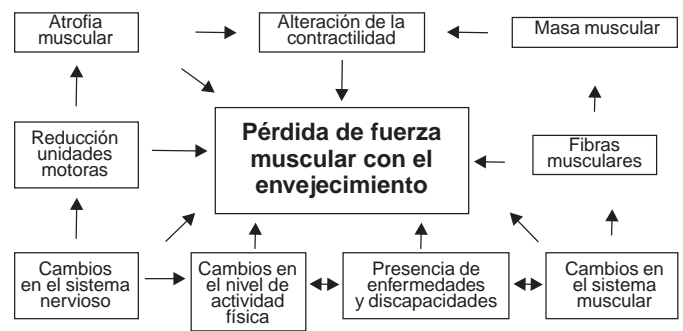 Atrofia
muscular
Alteración de la
contractilidad
Masa muscular
Reducción
unidades
motoras
Pérdida de fuerza
muscular con el
envejecimiento
Fibras
musculares
Cambios
en el sistema
nervioso
Cambios en
el nivel de
actividad
física
Presencia de
enfermedades
y discapacidades
Cambios en
el sistema
muscular